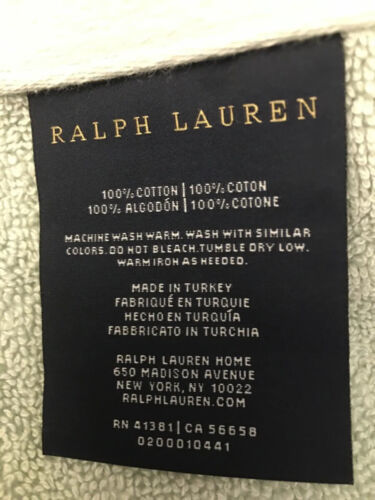 RALPH LAUREN
100% COTTON | 100% COTON
100% ALGODÓN | 100% COTONE
MACHINE WASH WARM. WASH WITH SIMILAR
COLORS. DO NOT BLEACH. TUMBLE DRY LOW.
WARM IRON AS NEEDED.
MADE IN TURKEY
FABRIQUÉ EN TURQUIE
HECHO EN TURQUÍA
FABBRICATO IN TURCHIA
RALPH LAUREN HOME
650 MADISON AVENUE
NEW YORK, NY 10022
RALPHLAUREN.COM
RN 41381 | CA 56658
0200010441